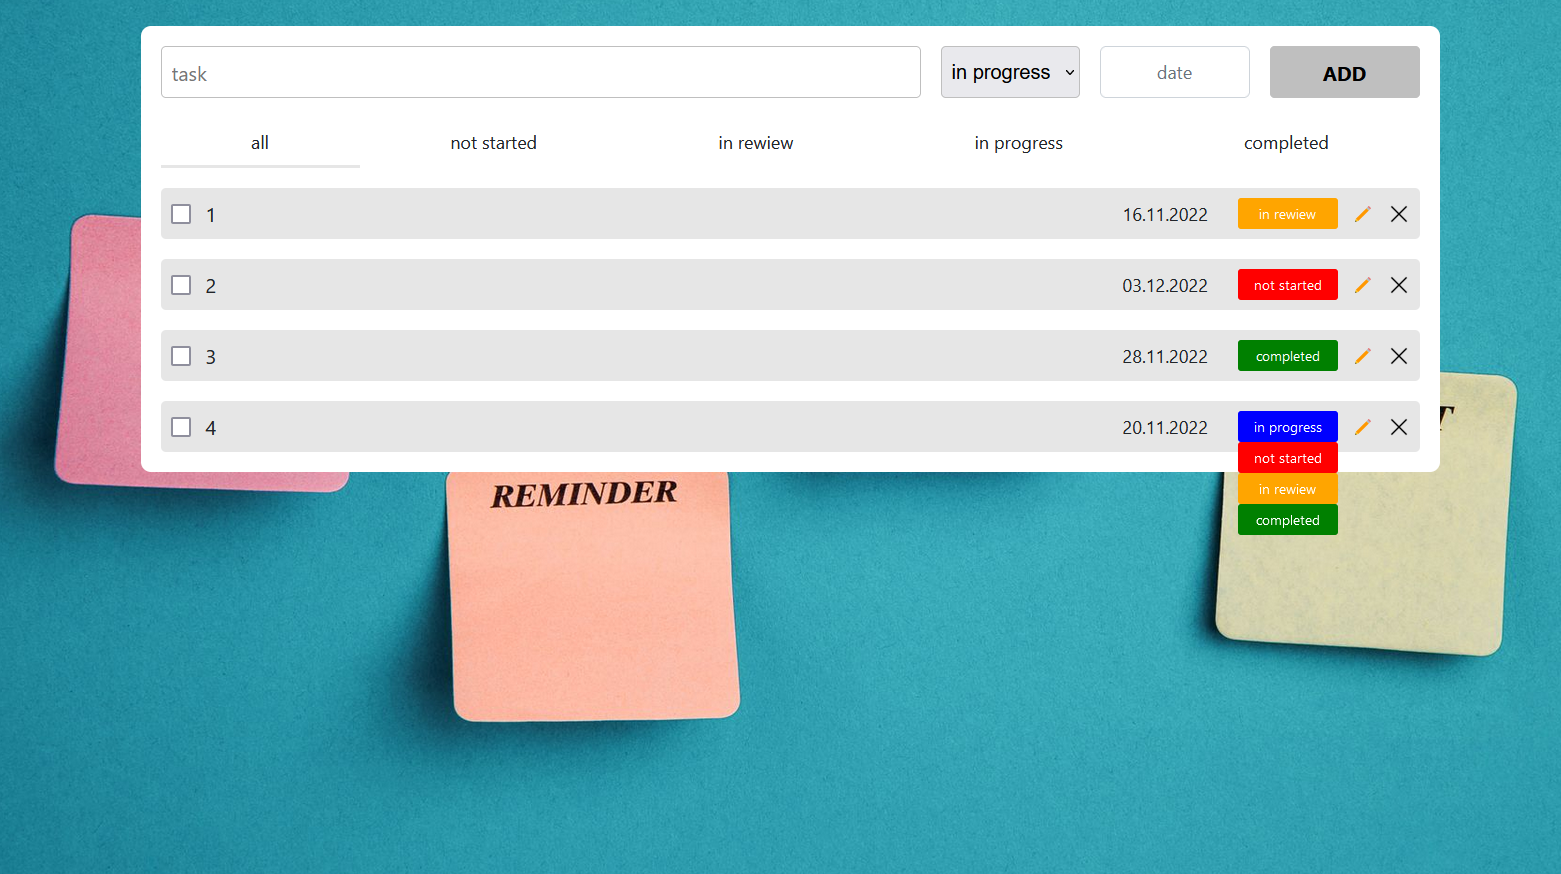 task in progress date ADD
all not started in rewiew in progress completed
1 16.11.2022 in rewiew
2 03.12.2022 not started
3 28.11.2022 completed
4 20.11.2022 in progress
not started
in rewiew
completed
REMINDER